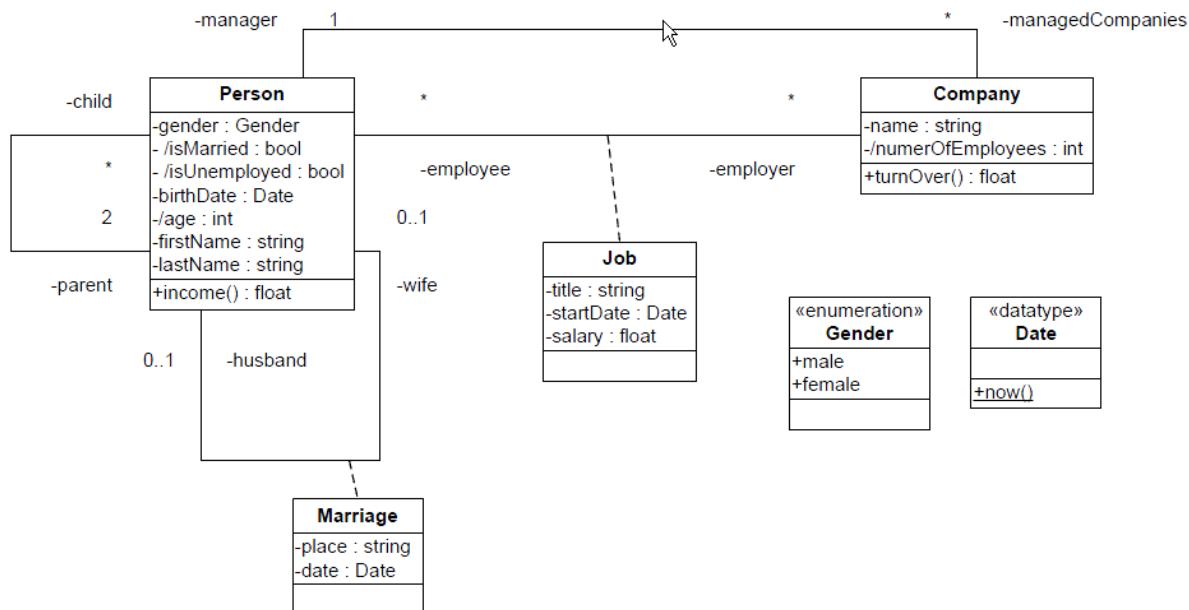 -manager 1 * -managedCompanies
-child
Person
* *
Company
-gender : Gender
- /isMarried : bool
- /isUnemployed : bool
-birthDate : Date
-/age : int
-firstName : string
-lastName : string
+income() : float
-name : string
-/numerOfEmployees : int
+turnOver() : float
*
-employee -employer
2
0..1
-parent
-wife
Job
-title : string
-startDate : Date
-salary : float
«enumeration»
Gender
+male
+female
«datatype»
Date
+now()
0..1 -husband
Marriage
-place : string
-date : Date